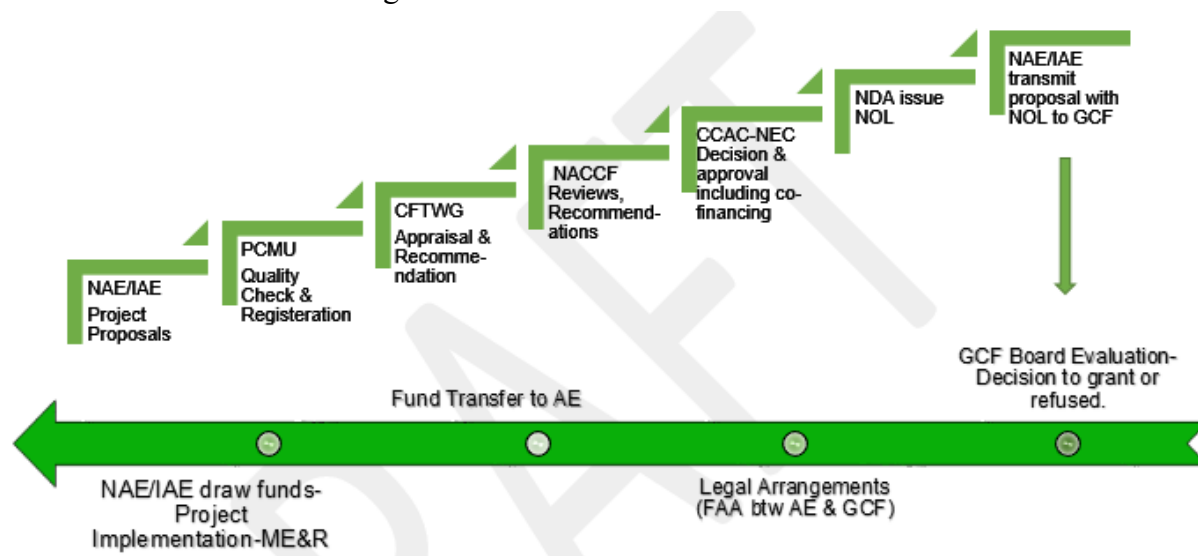 NAE/IAE
Project
Proposals
PCMU
Quality
Check &
Registeration
CFTWG
Appraisal &
Recomme-
ndation
NACCF
Reviews,
Recommend-
ations
CCAC-NEC
Decision &
approval
including co-
financing
NDA issue
NOL
NAE/IAE
transmit
proposal with
NOL to GCF
GCF Board Evaluation-
Decision to grant or
refused.
Legal Arrangements
(FAA btw AE & GCF)
Fund Transfer to AE
NAE/IAE draw funds-
Project
Implementation-ME&R
DRAFT